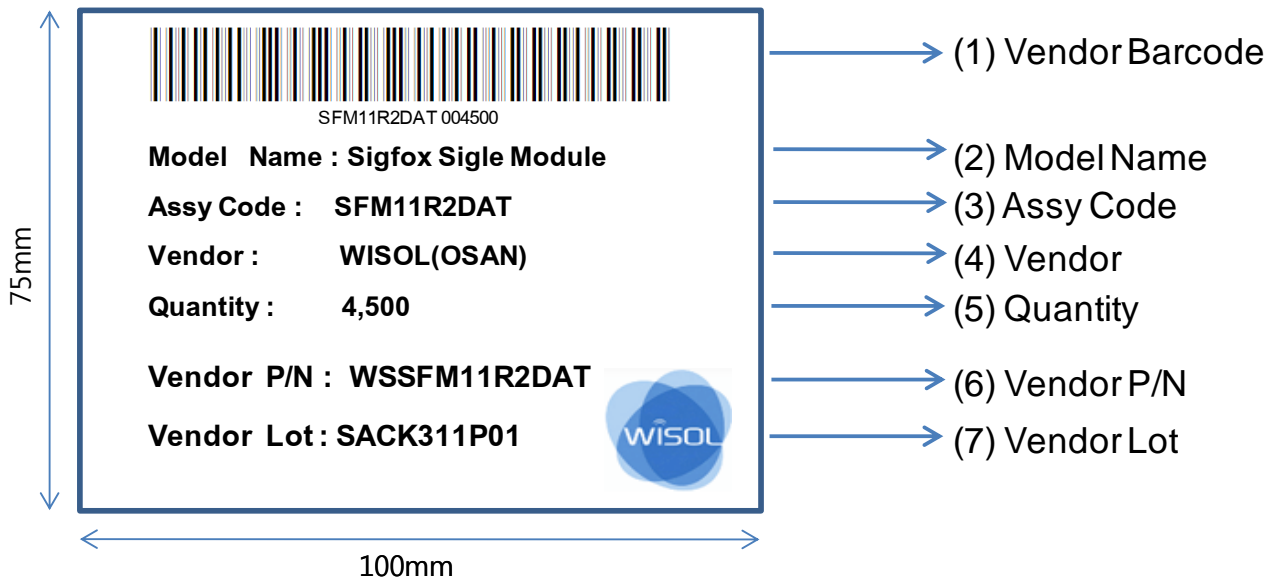 SFM11R2DAT 004500
(1) Vendor Barcode
Model Name : Sigfox Sigle Module
(2) Model Name
Assy Code : SFM11R2DAT
(3) Assy Code
Vendor : WISOL(OSAN)
(4) Vendor
Quantity : 4,500
(5) Quantity
Vendor P/N : WSSFM11R2DAT
(6) Vendor P/N
Vendor Lot : SACK311P01
WISOL
(7) Vendor Lot
75mm
100mm